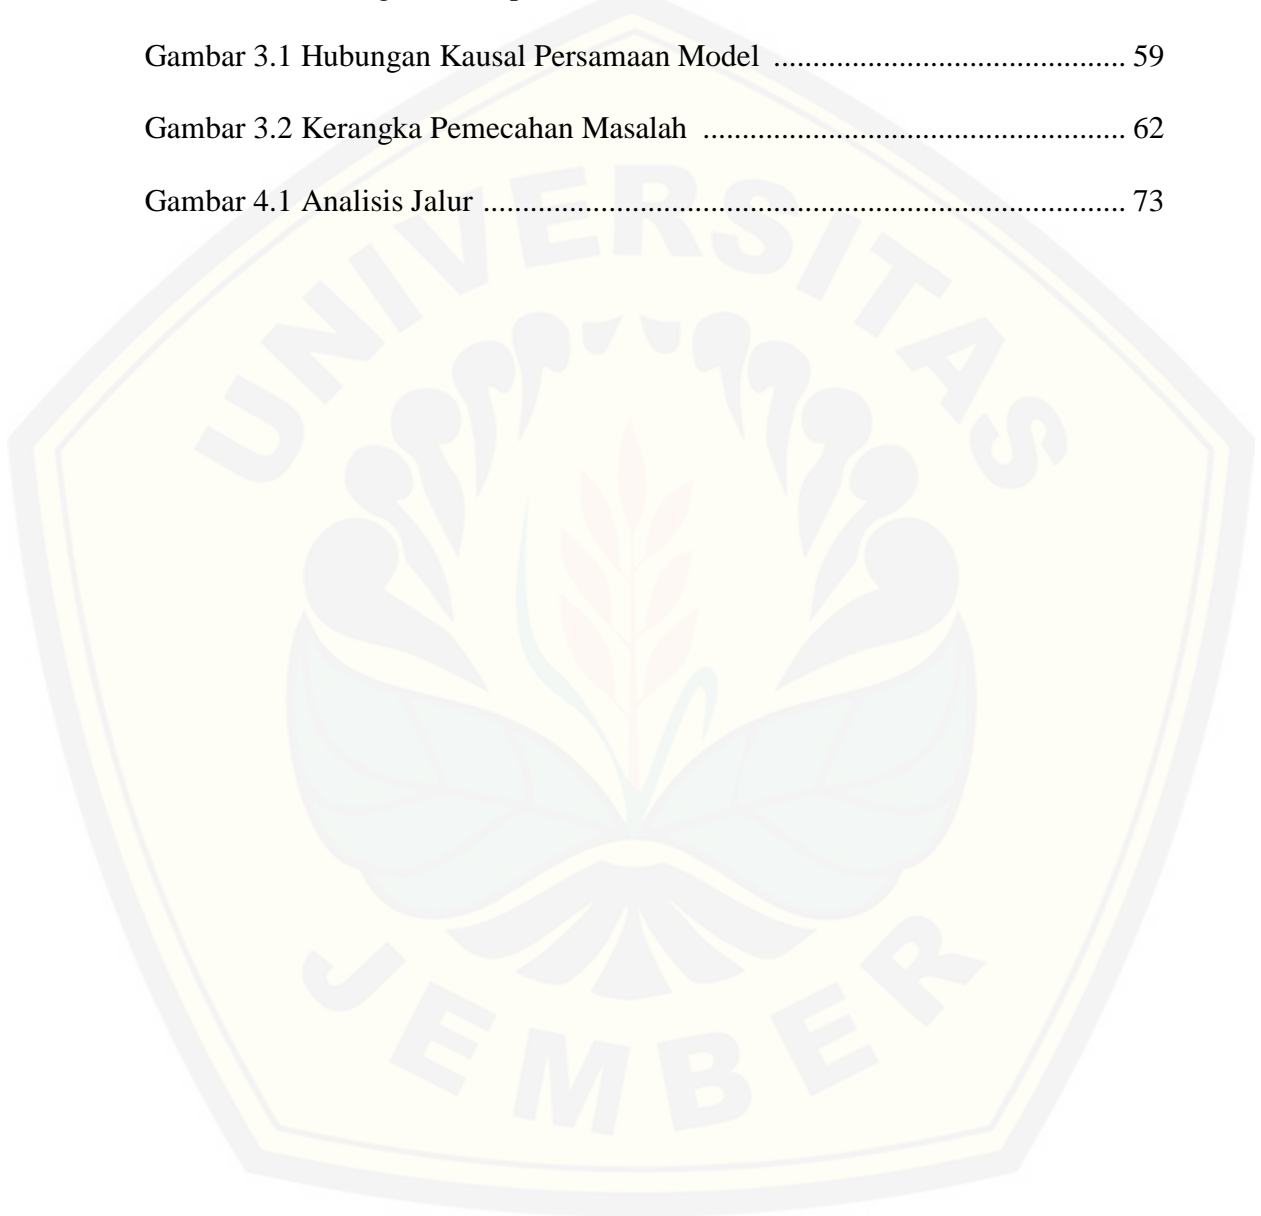 Gambar 3.1 Hubungan Kausal Persamaan Model ............................................. 59
Gambar 3.2 Kerangka Pemecahan Masalah ...................................................... 62
Gambar 4.1 Analisis Jalur .................................................................................. 73
UNIVERSITAS
JEMBER